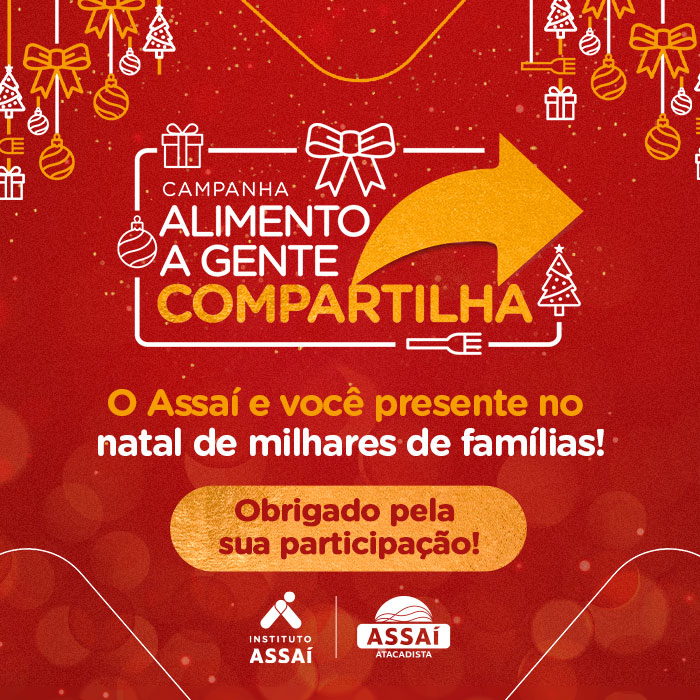 CAMPANHA
ALIMENTO
A GENTE
COMPARTILHA
O Assaí e você presente no
natal de milhares de famílias!
Obrigado pela
sua participação!
INSTITUTO
ASSAÍ
ASSAÍ
ATACADISTA